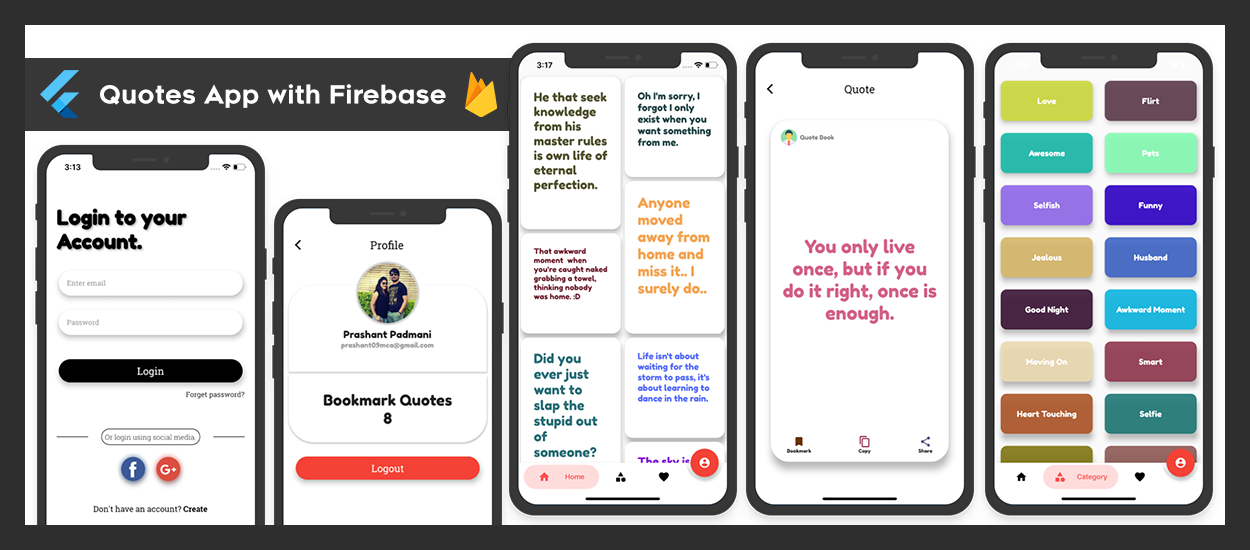 Quotes App with Firebase
3:13
Login to your
Account.
Enter email
Password
Login
Forget password?
Or login using social media.
f
G+
Don't have an account? Create
Profile
Prashant Padmani
prashant09mca@gmail.com
Bookmark Quotes
8
Logout
3:17
He that seek
knowledge
from his
master rules
is own life of
eternal
perfection.
Oh I'm sorry, I
forgot I only
exist when you
want something
from me.
That awkward
moment when
you're caught naked
grabbing a towel,
thinking nobody
was home. :D
Anyone
moved
away from
home and
miss it.. I
surely do..
Did you
ever just
want to
slap the
stupid out
of
someone?
Life isn't about
waiting for the
storm to pass, it's
about learning to
dance in the rain.
The sky is
Home
Quote
Quote Book
You only live
once, but if you
do it right, once is
enough.
Bookmark
Copy
Share
Love
Flirt
Awesome
Pets
Selfish
Funny
Jealous
Husband
Good Night
Awkward Moment
Moving On
Smart
Heart Touching
Selfie
Category